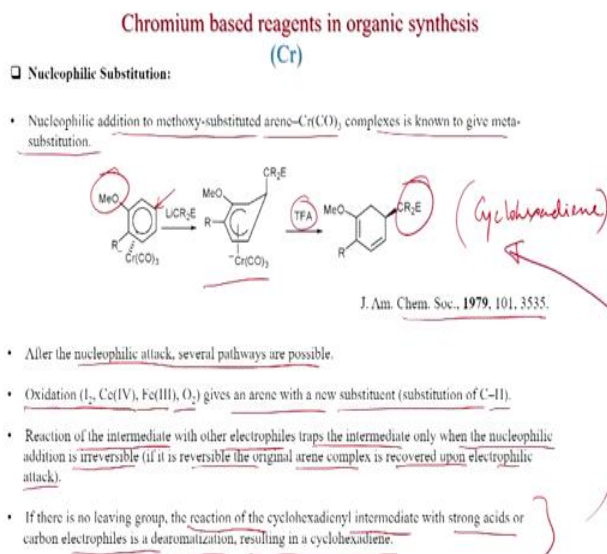 Chromium based reagents in organic synthesis
(Cr)
❑ Nucleophilic Substitution:
• Nucleophilic addition to methoxy-substituted arene–Cr(CO)₃ complexes is known to give meta-
substitution.
CR₂E
MeO
MeO
MeO
CR₂E
LiCR₂E
TFA
R
R
R
Cr(CO)₃
⁻Cr(CO)₃
(Cyclohexadiene)
J. Am. Chem. Soc., 1979, 101, 3535.
• After the nucleophilic attack, several pathways are possible.
• Oxidation (I₂, Ce(IV), Fe(III), O₂) gives an arene with a new substituent (substitution of C–H).
• Reaction of the intermediate with other electrophiles traps the intermediate only when the nucleophilic
addition is irreversible (if it is reversible the original arene complex is recovered upon electrophilic
attack).
• If there is no leaving group, the reaction of the cyclohexadienyl intermediate with strong acids or
carbon electrophiles is a dearomatization, resulting in a cyclohexadiene.